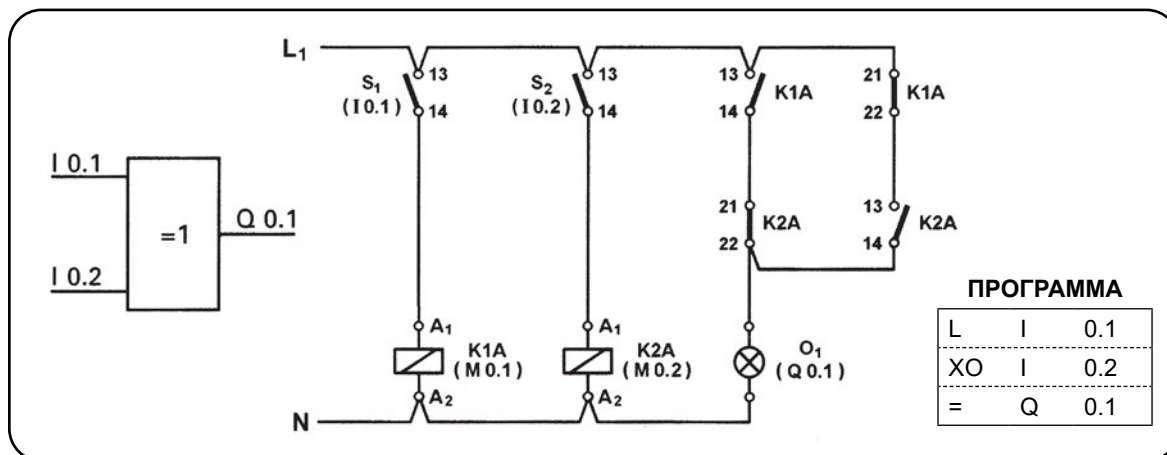 L1
13
S1
(I 0.1)
14
13
S2
(I 0.2)
14
13
K1A
14
21
K1A
22
I 0.1
=1
Q 0.1
I 0.2
21
K2A
22
13
K2A
14
A1
K1A
(M 0.1)
A2
A1
K2A
(M 0.2)
A2
O1
(Q 0.1)
N
ПРОГРАММА
L I 0.1
XO I 0.2
= Q 0.1